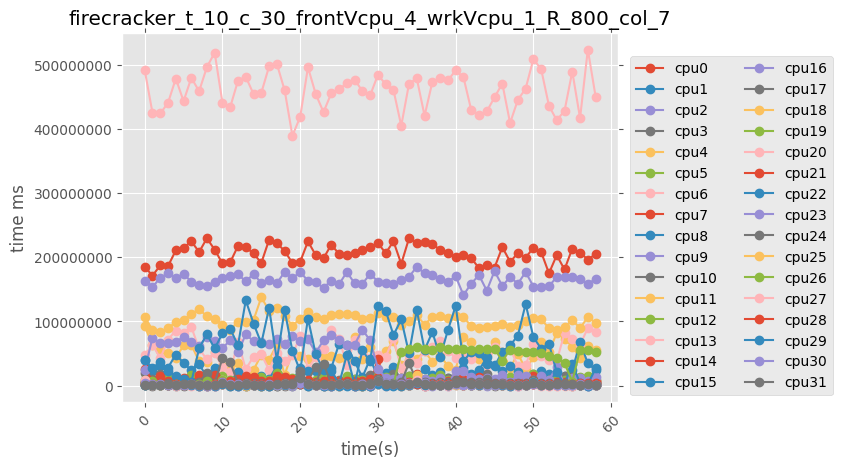 firecracker_t_10_c_30_frontVcpu_4_wrkVcpu_1_R_800_col_7
time ms
500000000
400000000
300000000
200000000
100000000
0
0
10
20
30
40
50
60
time(s)
cpu0
cpu1
cpu2
cpu3
cpu4
cpu5
cpu6
cpu7
cpu8
cpu9
cpu10
cpu11
cpu12
cpu13
cpu14
cpu15
cpu16
cpu17
cpu18
cpu19
cpu20
cpu21
cpu22
cpu23
cpu24
cpu25
cpu26
cpu27
cpu28
cpu29
cpu30
cpu31